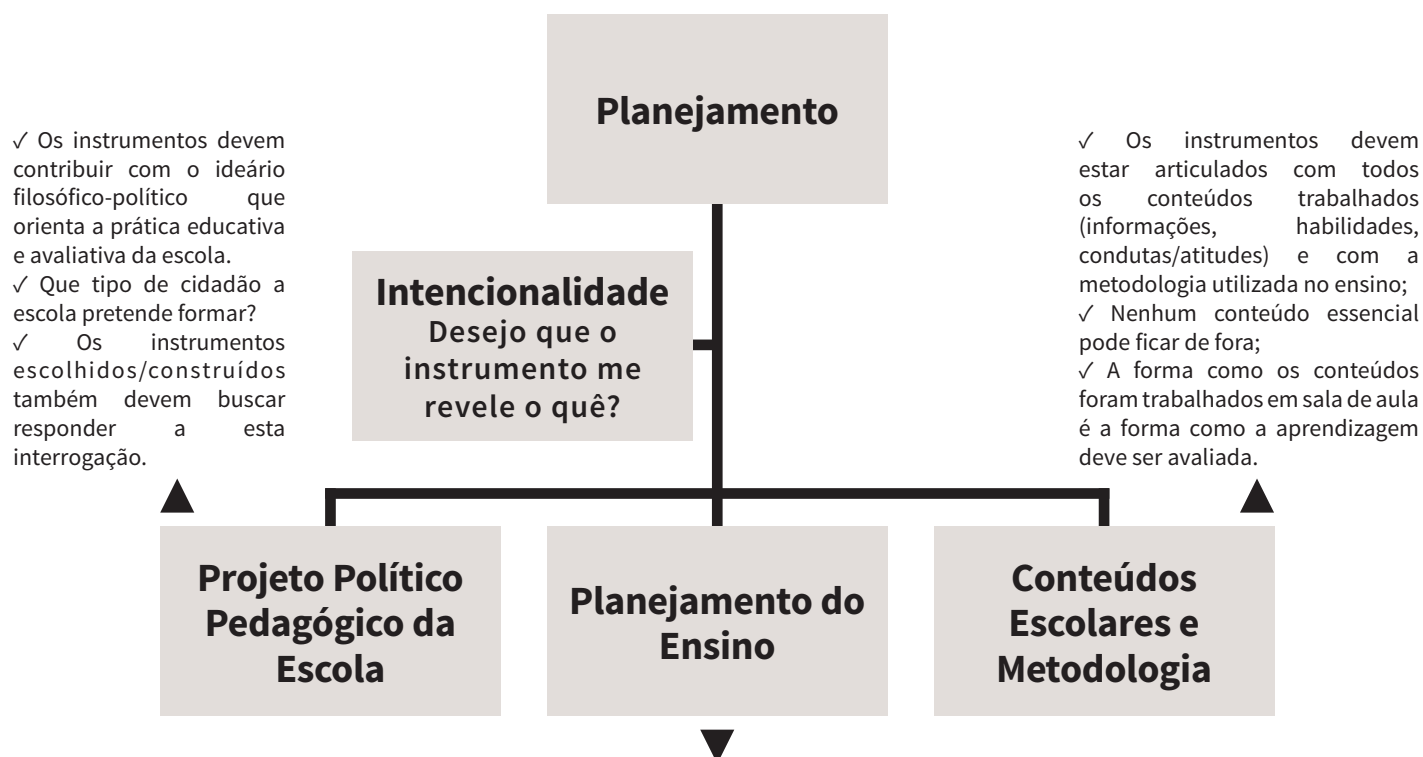 Planejamento
✓ Os instrumentos devem
contribuir com o ideário
filosófico-político que
orienta a prática educativa
e avaliativa da escola.
✓ Que tipo de cidadão a
escola pretende formar?
✓ Os instrumentos
escolhidos/construídos
também devem buscar
responder a esta
interrogação.
Intencionalidade
Desejo que o
instrumento me
revele o quê?
✓ Os instrumentos devem
estar articulados com todos
os conteúdos trabalhados
(informações, habilidades,
condutas/atitudes) e com a
metodologia utilizada no ensino;
✓ Nenhum conteúdo essencial
pode ficar de fora;
✓ A forma como os conteúdos
foram trabalhados em sala de aula
é a forma como a aprendizagem
deve ser avaliada.
Projeto Político
Pedagógico da
Escola
Planejamento do
Ensino
Conteúdos
Escolares e
Metodologia